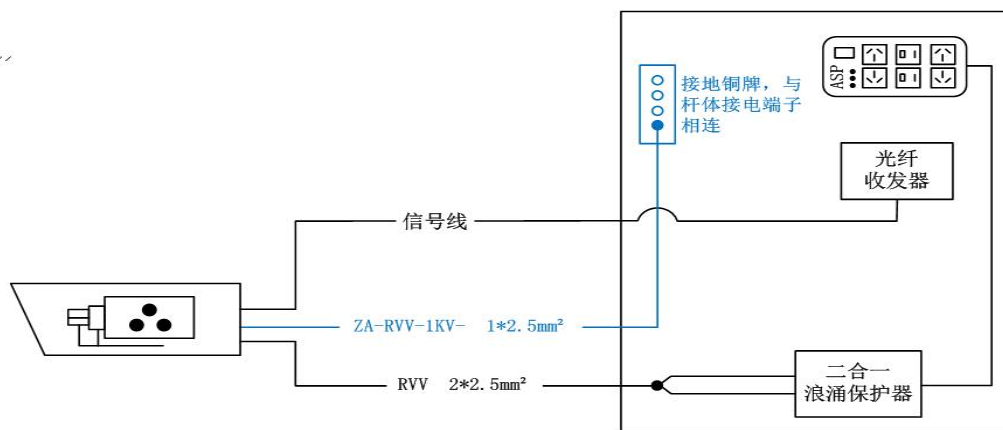 ASP
接地铜牌，与
杆体接电端子
相连
光纤
收发器
信号线
ZA-RVV-1KV- 1*2.5mm²
RVV 2*2.5mm²
二合一
浪涌保护器